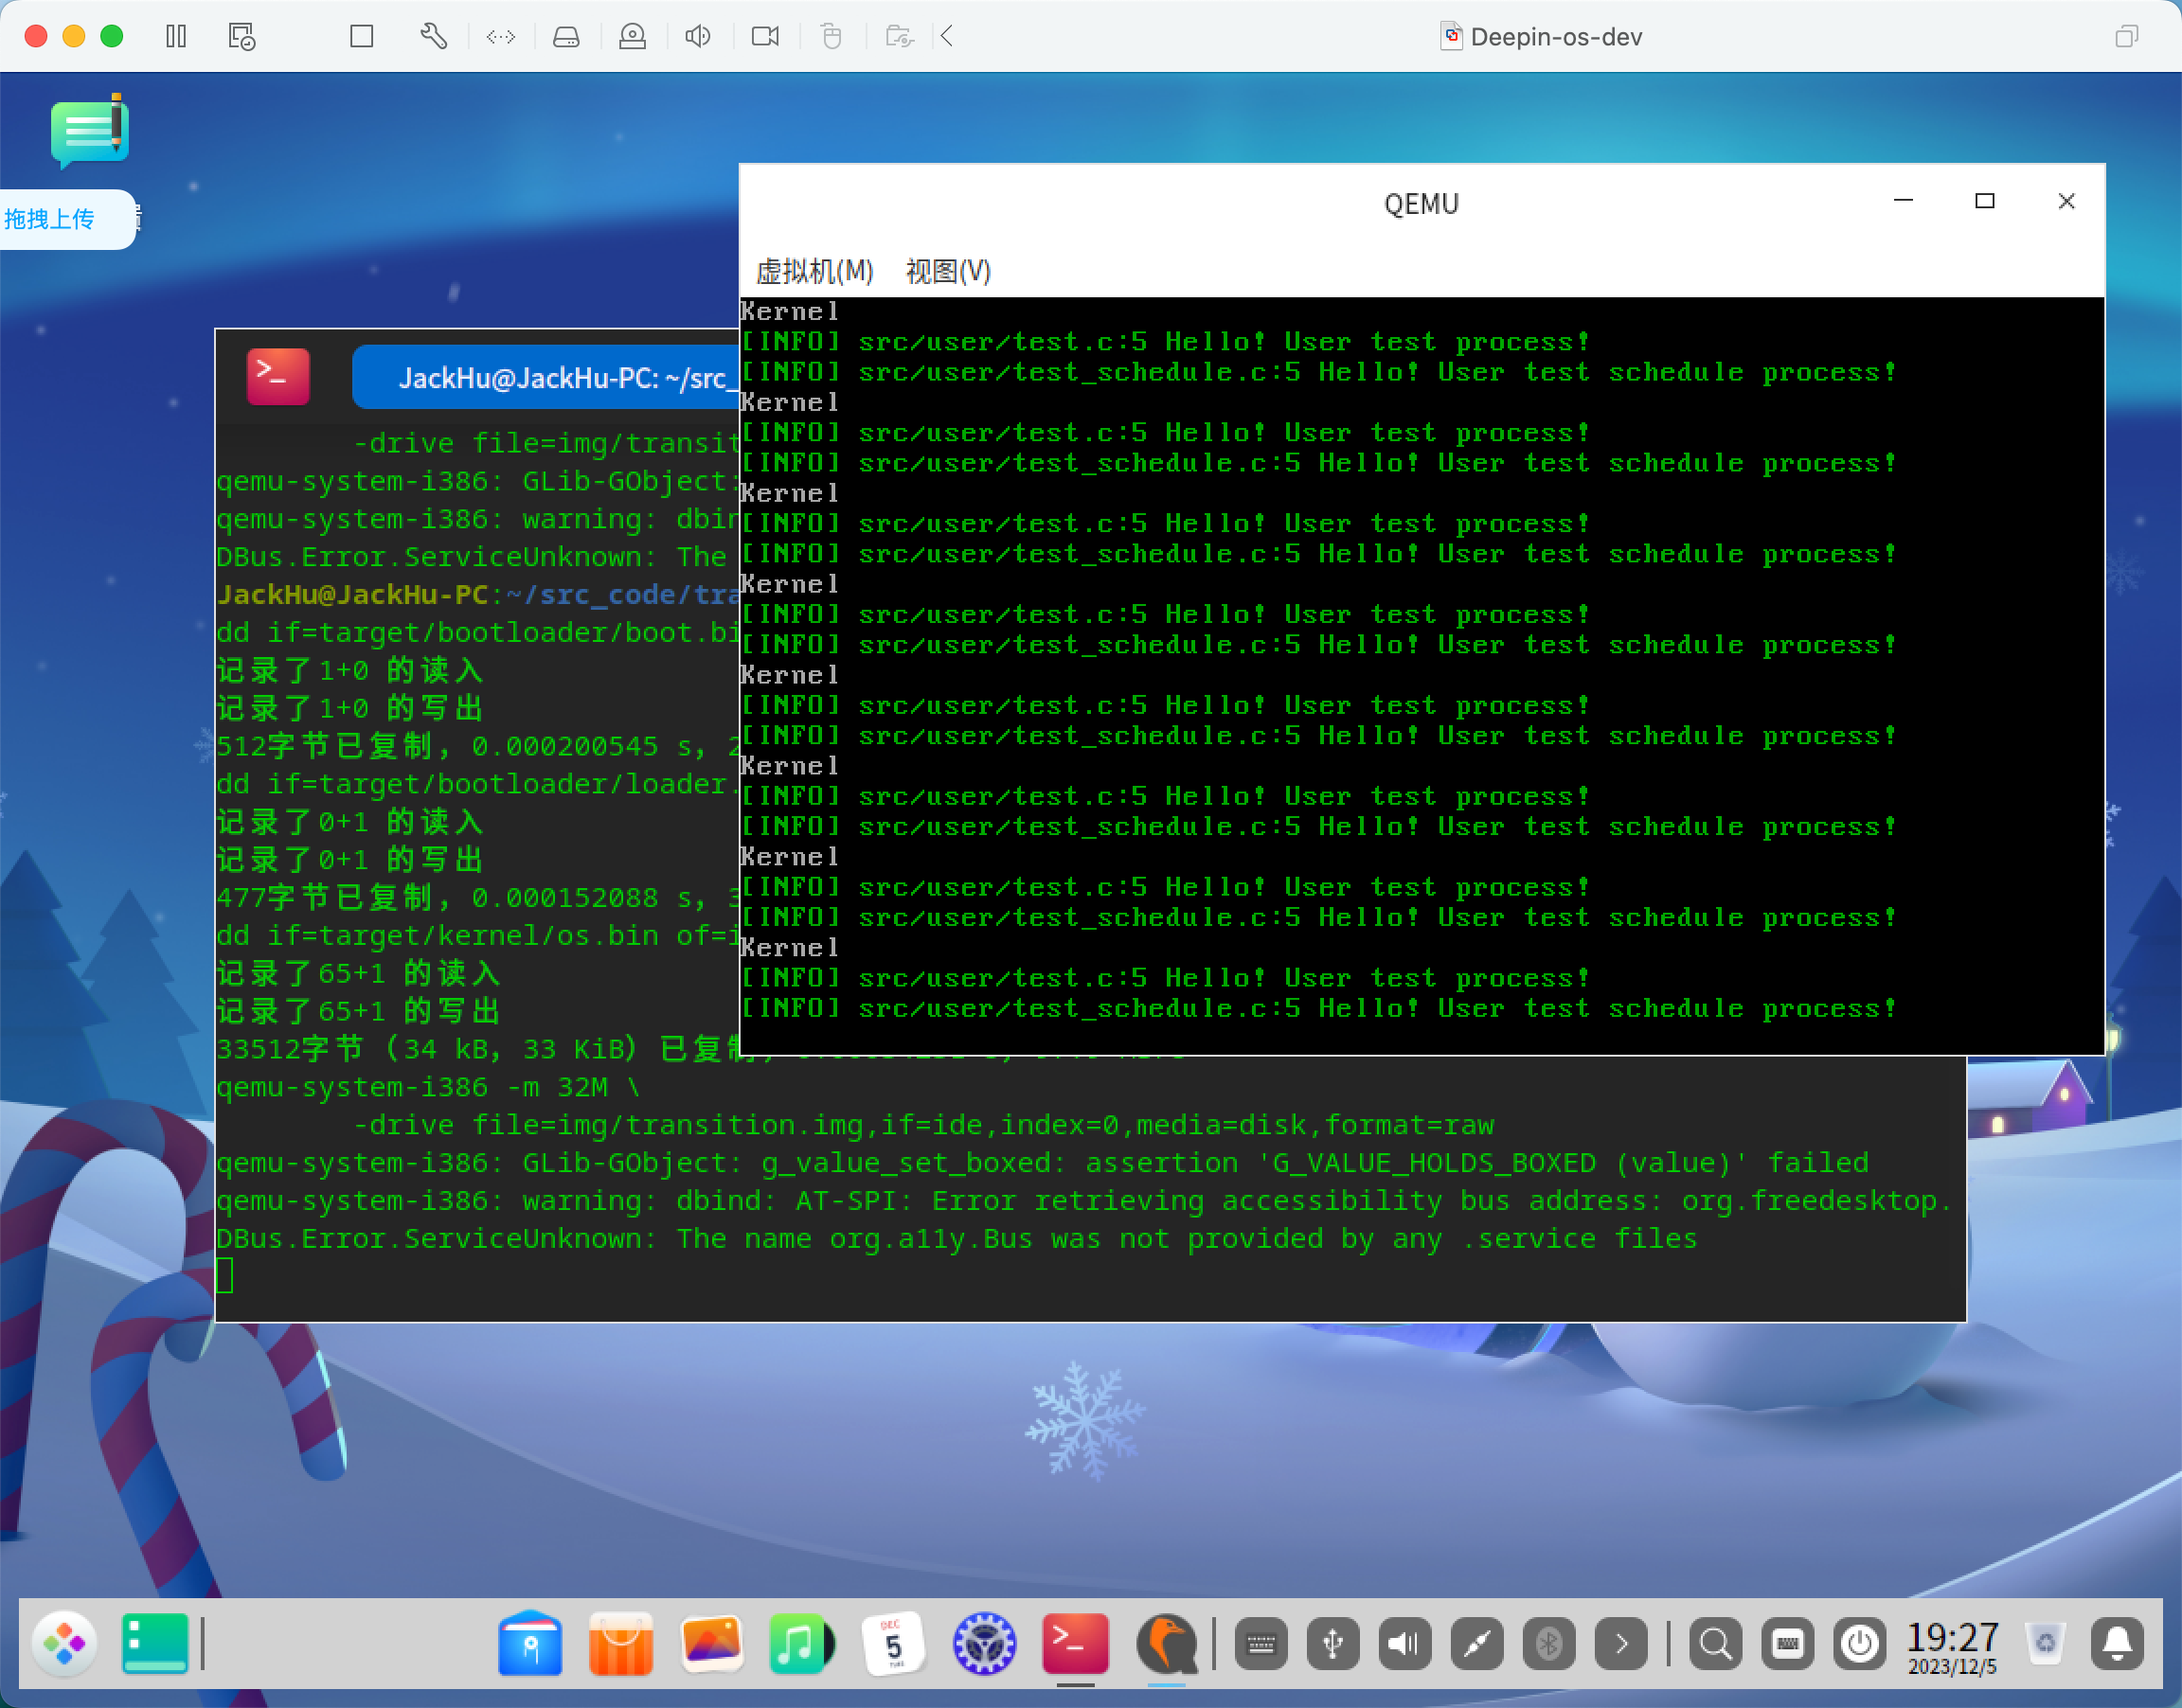 Deepin-os-dev
拖拽上传
QEMU
虚拟机(M) 视图(V)
Kernel
[INFO] src/user/test.c:5 Hello! User test process!
[INFO] src/user/test_schedule.c:5 Hello! User test schedule process!
Kernel
[INFO] src/user/test.c:5 Hello! User test process!
[INFO] src/user/test_schedule.c:5 Hello! User test schedule process!
Kernel
[INFO] src/user/test.c:5 Hello! User test process!
[INFO] src/user/test_schedule.c:5 Hello! User test schedule process!
Kernel
[INFO] src/user/test.c:5 Hello! User test process!
[INFO] src/user/test_schedule.c:5 Hello! User test schedule process!
Kernel
[INFO] src/user/test.c:5 Hello! User test process!
[INFO] src/user/test_schedule.c:5 Hello! User test schedule process!
Kernel
[INFO] src/user/test.c:5 Hello! User test process!
[INFO] src/user/test_schedule.c:5 Hello! User test schedule process!
Kernel
[INFO] src/user/test.c:5 Hello! User test process!
[INFO] src/user/test_schedule.c:5 Hello! User test schedule process!
Kernel
[INFO] src/user/test.c:5 Hello! User test process!
[INFO] src/user/test_schedule.c:5 Hello! User test schedule process!
JackHu@JackHu-PC: ~/src_
-drive file=img/transit
qemu-system-i386: GLib-GObject:
qemu-system-i386: warning: dbin
DBus.Error.ServiceUnknown: The
JackHu@JackHu-PC:~/src_code/tra
dd if=target/bootloader/boot.bi
记录了1+0 的读入
记录了1+0 的写出
512字节已复制，0.000200545 s，2
dd if=target/bootloader/loader.
记录了0+1 的读入
记录了0+1 的写出
477字节已复制，0.000152088 s，3
dd if=target/kernel/os.bin of=i
记录了65+1 的读入
记录了65+1 的写出
33512字节（34 kB，33 KiB）已复制，
qemu-system-i386 -m 32M \
-drive file=img/transition.img,if=ide,index=0,media=disk,format=raw
qemu-system-i386: GLib-GObject: g_value_set_boxed: assertion 'G_VALUE_HOLDS_BOXED (value)' failed
qemu-system-i386: warning: dbind: AT-SPI: Error retrieving accessibility bus address: org.freedesktop.
DBus.Error.ServiceUnknown: The name org.a11y.Bus was not provided by any .service files
DEC
5
TUES
19:27
2023/12/5